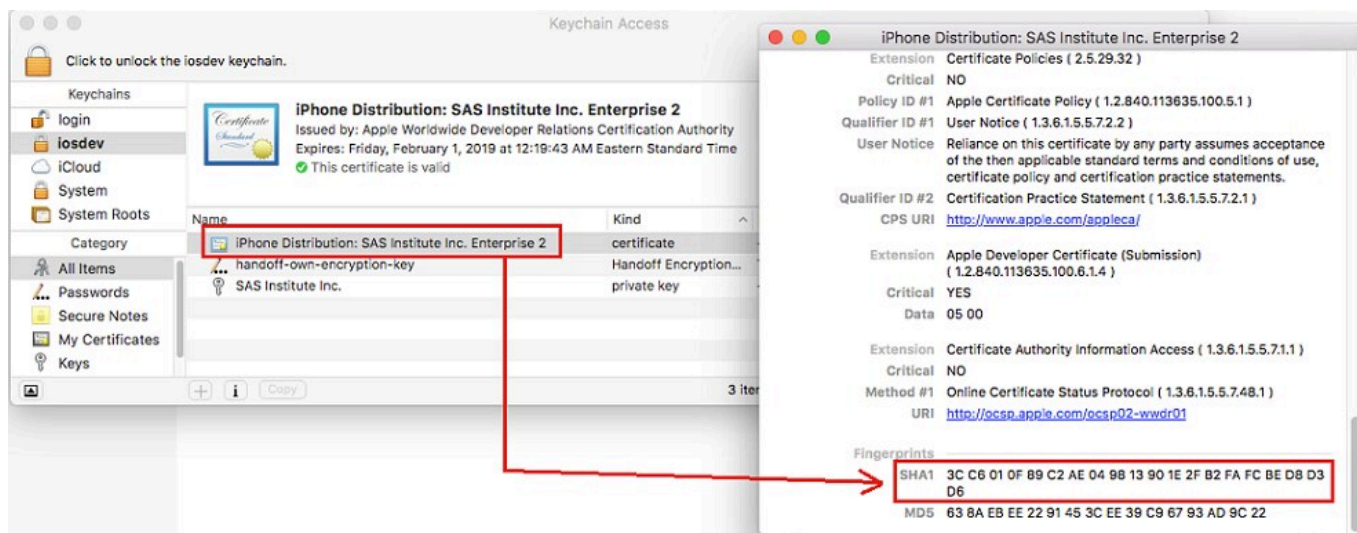 Keychain Access
Click to unlock the iosdev keychain.
Keychains
login
iosdev
iCloud
System
System Roots
Category
All Items
Passwords
Secure Notes
My Certificates
Keys
Certificate
Standard
iPhone Distribution: SAS Institute Inc. Enterprise 2
Issued by: Apple Worldwide Developer Relations Certification Authority
Expires: Friday, February 1, 2019 at 12:19:43 AM Eastern Standard Time
This certificate is valid
Name Kind
iPhone Distribution: SAS Institute Inc. Enterprise 2 certificate
handoff-own-encryption-key Handoff Encryption...
SAS Institute Inc. private key
Copy
3 iter
iPhone Distribution: SAS Institute Inc. Enterprise 2
Extension Certificate Policies ( 2.5.29.32 )
Critical NO
Policy ID #1 Apple Certificate Policy ( 1.2.840.113635.100.5.1 )
Qualifier ID #1 User Notice ( 1.3.6.1.5.5.7.2.2 )
User Notice Reliance on this certificate by any party assumes acceptance
of the then applicable standard terms and conditions of use,
certificate policy and certification practice statements.
Qualifier ID #2 Certification Practice Statement ( 1.3.6.1.5.5.7.2.1 )
CPS URI http://www.apple.com/appleca/
Extension Apple Developer Certificate (Submission)
( 1.2.840.113635.100.6.1.4 )
Critical YES
Data 05 00
Extension Certificate Authority Information Access ( 1.3.6.1.5.5.7.1.1 )
Critical NO
Method #1 Online Certificate Status Protocol ( 1.3.6.1.5.5.7.48.1 )
URI http://ocsp.apple.com/ocsp02-wwdr01
Fingerprints
SHA1 3C C6 01 0F B9 C2 AE 04 9B 13 90 1E 2F B2 FA FC BE D8 D3
D6
MD5 63 8A EB EE 22 91 45 3C EE 39 C9 67 93 AD 9C 22